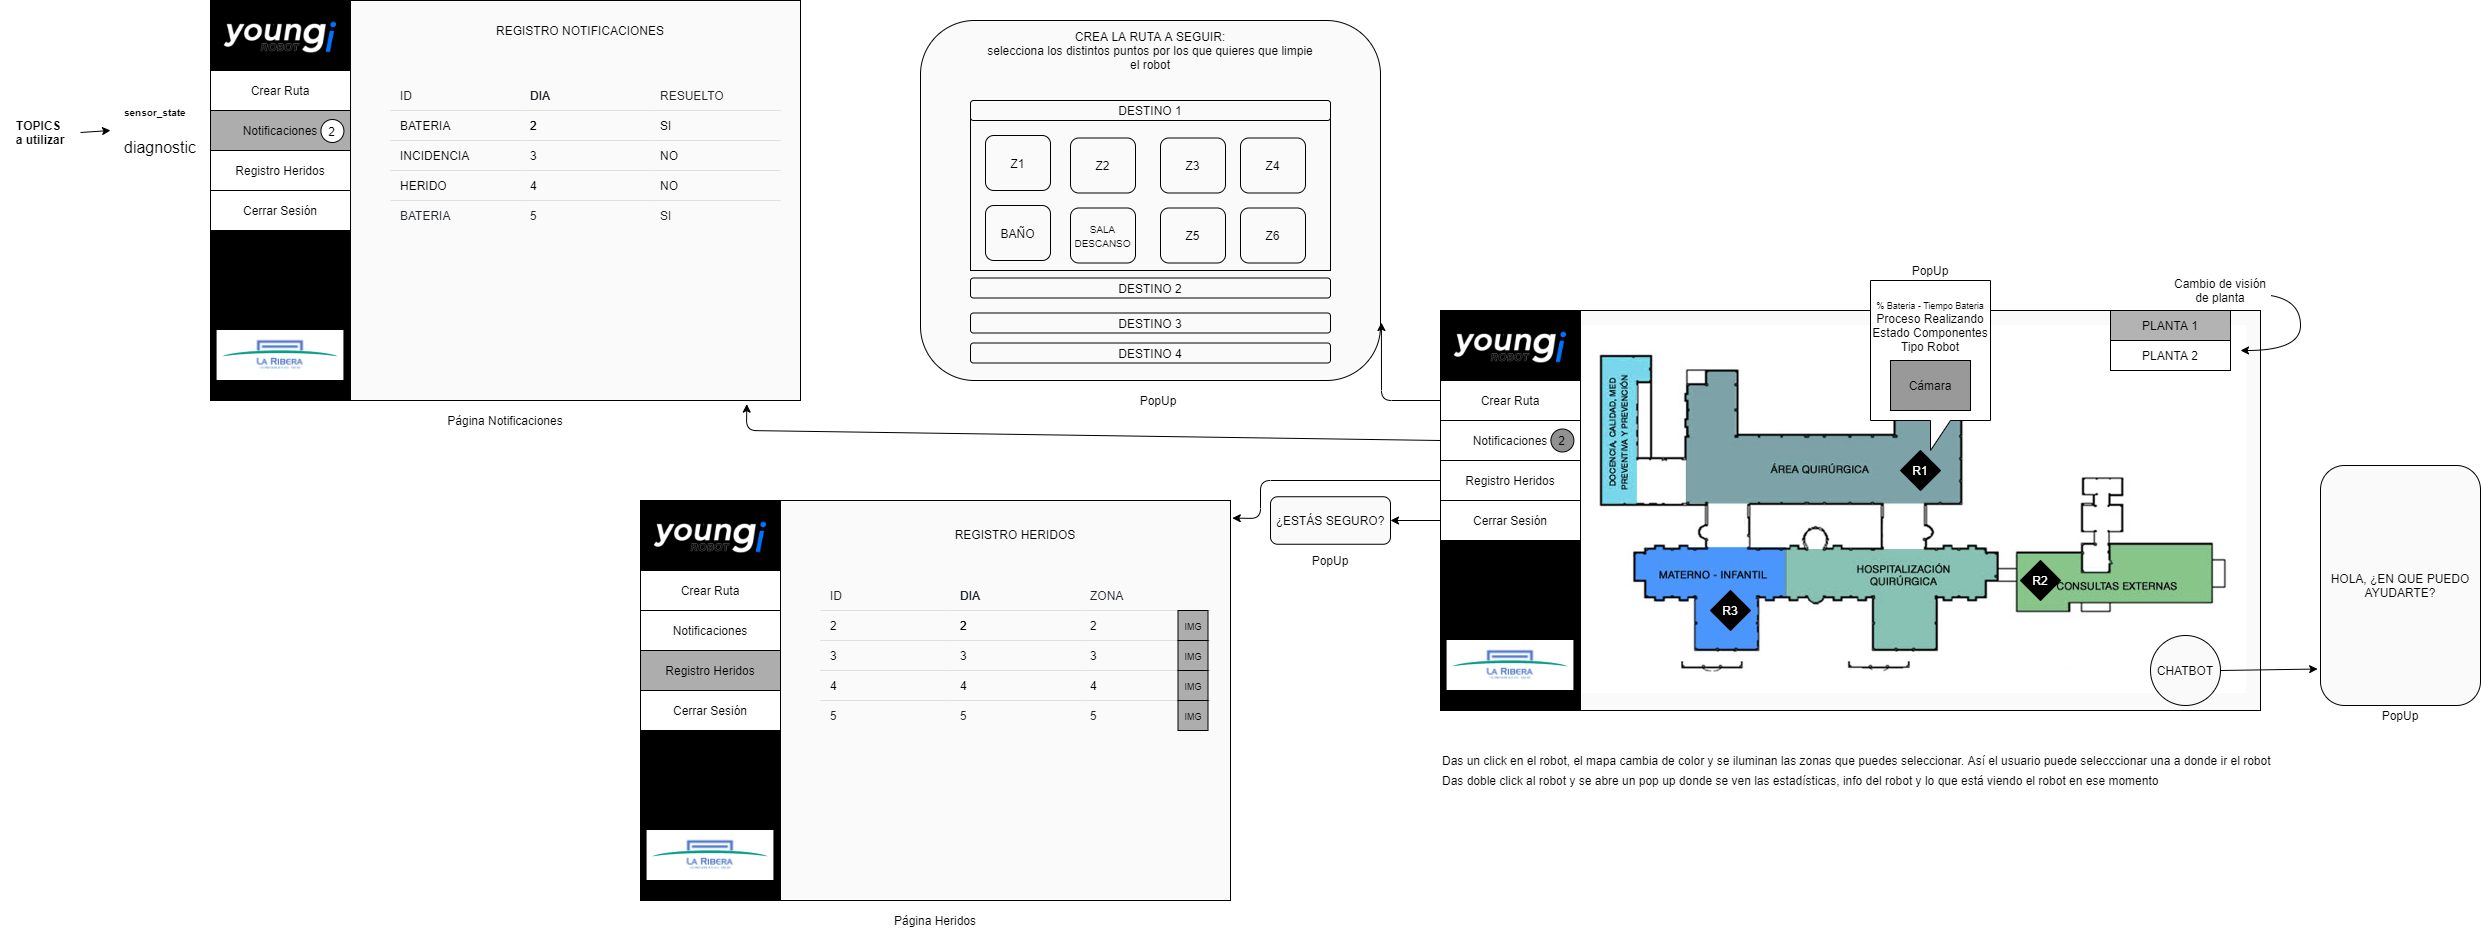 TOPICS
a utilizar
sensor_state
diagnostic
youngi
ROBOT
Crear Ruta
Notificaciones 2
Registro Heridos
Cerrar Sesión
LA RIBERA
REGISTRO NOTIFICACIONES
ID DIA RESUELTO
BATERIA 2 SI
INCIDENCIA 3 NO
HERIDO 4 NO
BATERIA 5 SI
Página Notificaciones
CREA LA RUTA A SEGUIR:
selecciona los distintos puntos por los que quieres que limpie
el robot
DESTINO 1
Z1 Z2 Z3 Z4
BAÑO SALA
DESCANSO Z5 Z6
DESTINO 2
DESTINO 3
DESTINO 4
PopUp
youngi
ROBOT
Crear Ruta
Notificaciones
Registro Heridos
Cerrar Sesión
LA RIBERA
REGISTRO HERIDOS
ID DIA ZONA
2 2 2 IMG
3 3 3 IMG
4 4 4 IMG
5 5 5 IMG
Página Heridos
¿ESTÁS SEGURO?
PopUp
youngi
ROBOT
Crear Ruta
Notificaciones 2
Registro Heridos
Cerrar Sesión
LA RIBERA
PopUp
% Bateria - Tiempo Bateria
Proceso Realizando
Estado Componentes
Tipo Robot
Cámara
Cambio de visión
de planta
PLANTA 1
PLANTA 2
DOCENCIA, CALIDAD, MED
PREVENTIVA Y PREVENCIÓN
ÁREA QUIRÚRGICA
R1
MATERNO - INFANTIL
R3
HOSPITALIZACIÓN
QUIRÚRGICA
R2
CONSULTAS EXTERNAS
CHATBOT
HOLA, ¿EN QUE PUEDO
AYUDARTE?
PopUp
Das un click en el robot, el mapa cambia de color y se iluminan las zonas que puedes seleccionar. Así el usuario puede selecccionar una a donde ir el robot
Das doble click al robot y se abre un pop up donde se ven las estadísticas, info del robot y lo que está viendo el robot en ese momento